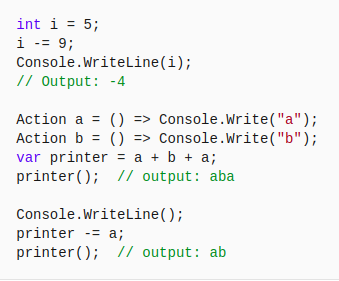 int i = 5;
i -= 9;
Console.WriteLine(i);
// Output: -4
Action a = () => Console.Write("a");
Action b = () => Console.Write("b");
var printer = a + b + a;
printer();  // output: aba
Console.WriteLine();
printer -= a;
printer();  // output: ab